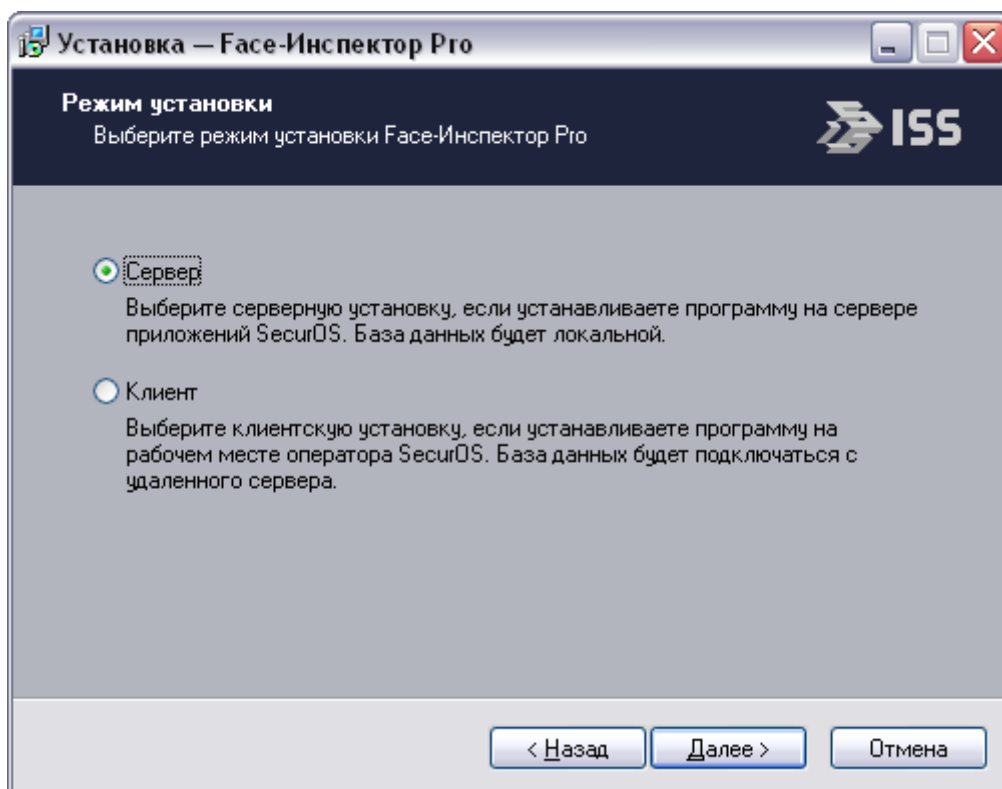 Установка — Face-Инспектор Pro
Режим установки
Выберите режим установки Face-Инспектор Pro
ISS
Сервер
Выберите серверную установку, если устанавливаете программу на сервере
приложений SecurOS. База данных будет локальной.
Клиент
Выберите клиентскую установку, если устанавливаете программу на
рабочем месте оператора SecurOS. База данных будет подключаться с
удаленного сервера.
< Назад
Далее >
Отмена